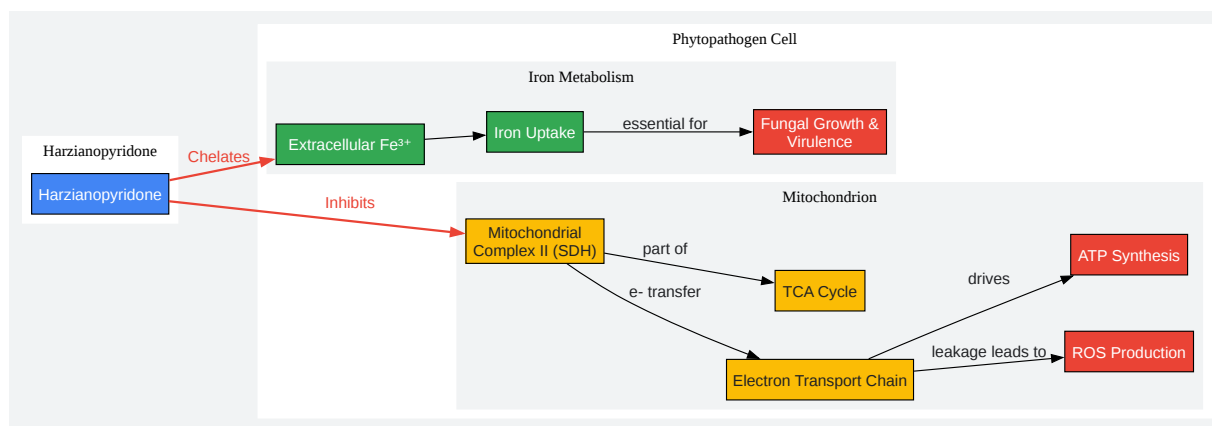 Phytopathogen Cell
Iron Metabolism
Harzianopyridone
Harzianopyridone
Chelates
Extracellular Fe³⁺
Iron Uptake
essential for
Fungal Growth &
Virulence
Inhibits
Mitochondrion
Mitochondrial
Complex II (SDH)
part of
TCA Cycle
e- transfer
Electron Transport Chain
drives
ATP Synthesis
leakage leads to
ROS Production